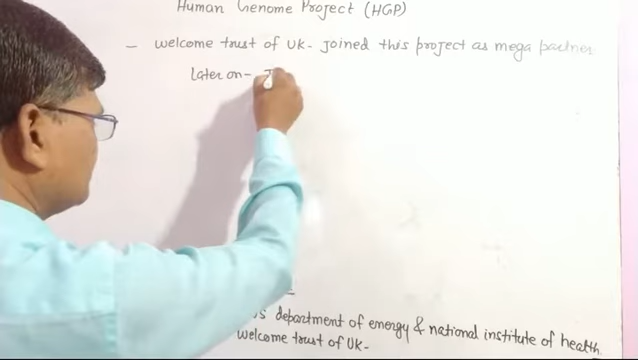 Human Genome Project (HGP)
- welcome trust of UK- joined this project as mega partner
Later on-
s department of energy & national institute of health
welcome trust of UK-